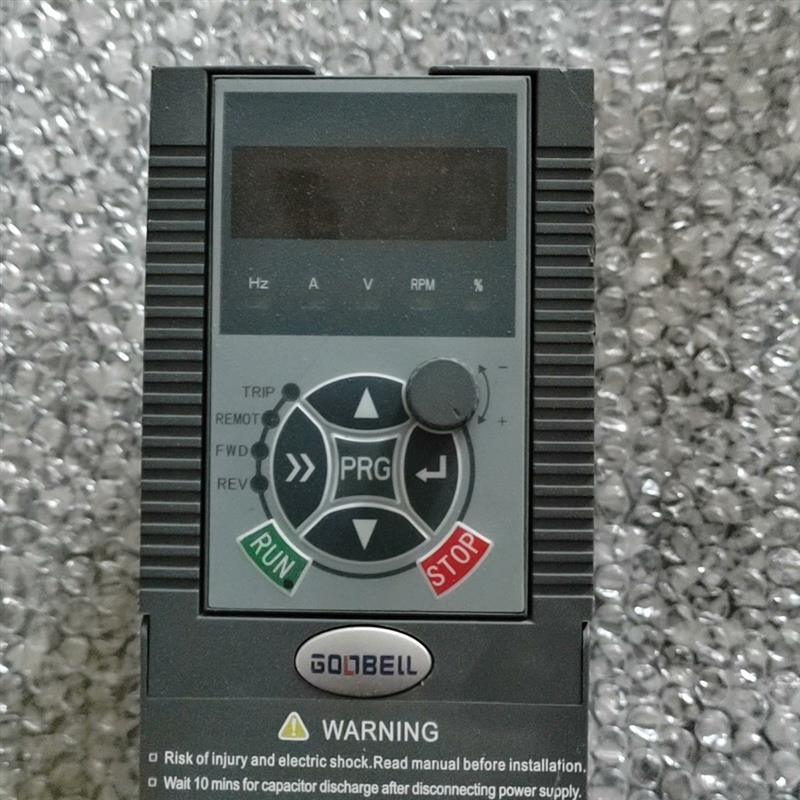 Hz A V RPM %
TRIP
REMOT
FWD
REV
-
+
PRG
RUN
STOP
GOLDBELL
WARNING
Risk of injury and electric shock.Read manual before installation.
Wait 10 mins for capacitor discharge after disconnecting power supply.